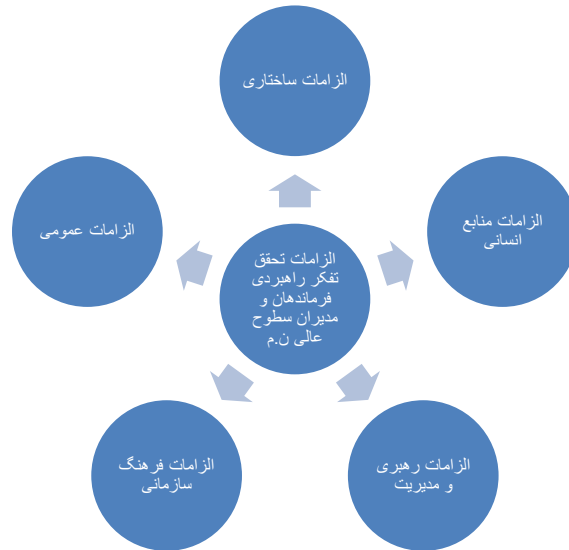 الزامات ساختاری
الزامات منابع
انسانی
الزامات رهبری
و مدیریت
الزامات فرهنگ
سازمانی
الزامات عمومی
الزامات تحقق
تفکر راهبردی
فرماندهان و
مدیران سطوح
عالی ن.م